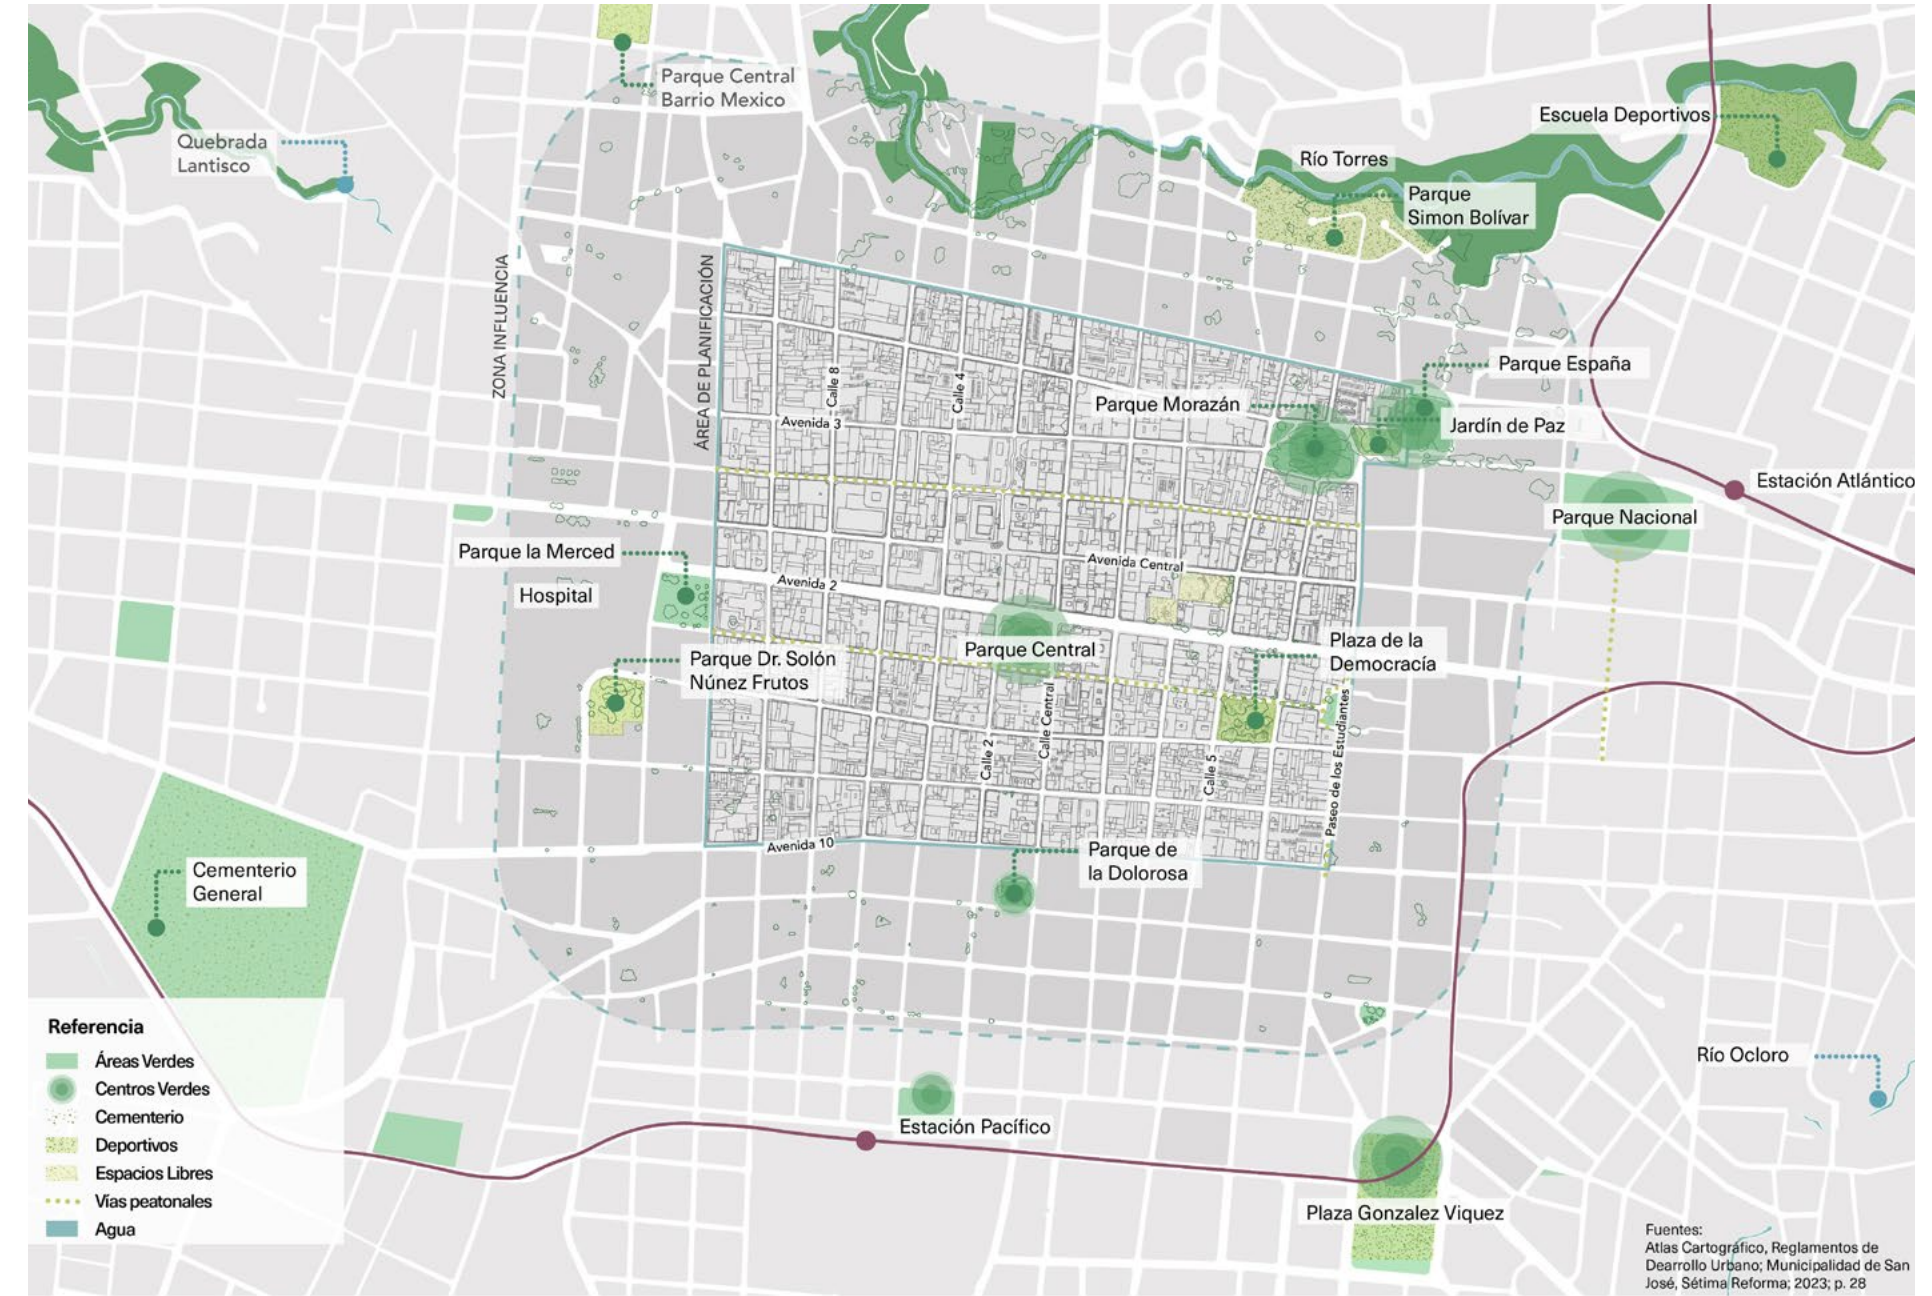 Parque Central
Barrio Mexico
Quebrada
Lantisco
Escuela Deportivos
Río Torres
Parque
Simon Bolívar
ZONA INFLUENCIA
ÁREA DE PLANIFICACIÓN
Calle 8
Calle 4
Avenida 3
Parque España
Parque Morazán
Jardín de Paz
Estación Atlántico
Parque Nacional
Parque la Merced
Hospital
Avenida Central
Avenida 2
Parque Central
Plaza de la
Democracía
Parque Dr. Solón
Núnez Frutos
Calle Central
Calle 2
Calle 5
Paseo de los Estudiantes
Avenida 10
Parque de
la Dolorosa
Cementerio
General
Referencia
Áreas Verdes
Centros Verdes
Cementerio
Deportivos
Espacios Libres
Vías peatonales
Agua
Río Ocloro
Estación Pacífico
Plaza Gonzalez Viquez
Fuentes:
Atlas Cartográfico, Reglamentos de
Dearrollo Urbano; Municipalidad de San
José, Sétima Reforma; 2023; p. 28